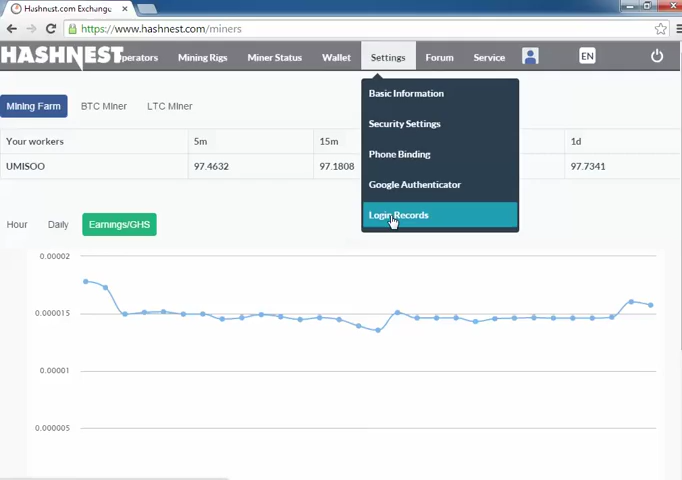 Hashnest.com Exchange
https://www.hashnest.com/miners
HASHNEST
perators
Mining Rigs
Miner Status
Wallet
Settings
Forum
Service
EN
Basic Information
Security Settings
Phone Binding
Google Authenticator
Login Records
Mining Farm
BTC Miner
LTC Miner
Your workers 5m 15m 1d
UMISOO 97.4632 97.1808 97.7341
Hour
Daily
Earnings/GHS
0.00002
0.000015
0.00001
0.000005